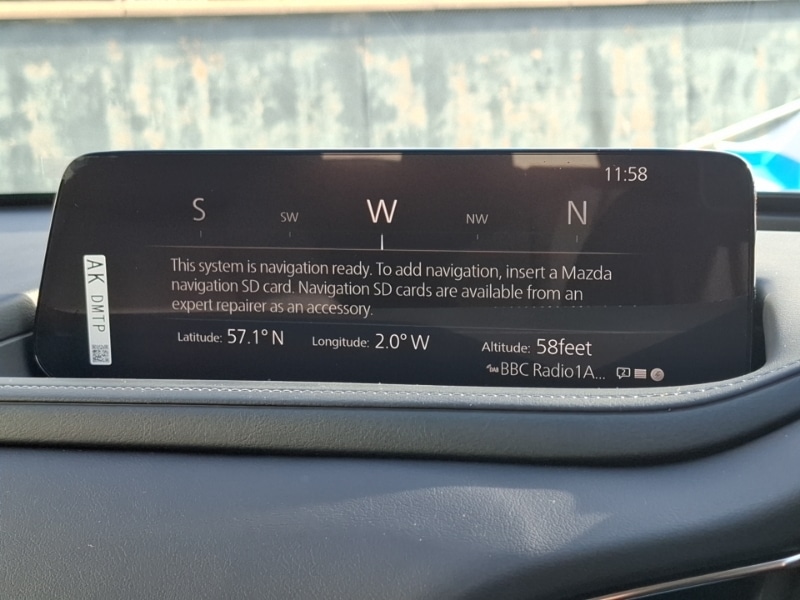 11:58
S SW W NW N
This system is navigation ready. To add navigation, insert a Mazda
navigation SD card. Navigation SD cards are available from an
expert repairer as an accessory.
Latitude: 57.1° N Longitude: 2.0° W Altitude: 58feet
DAB BBC Radio1A...
AK DMTP